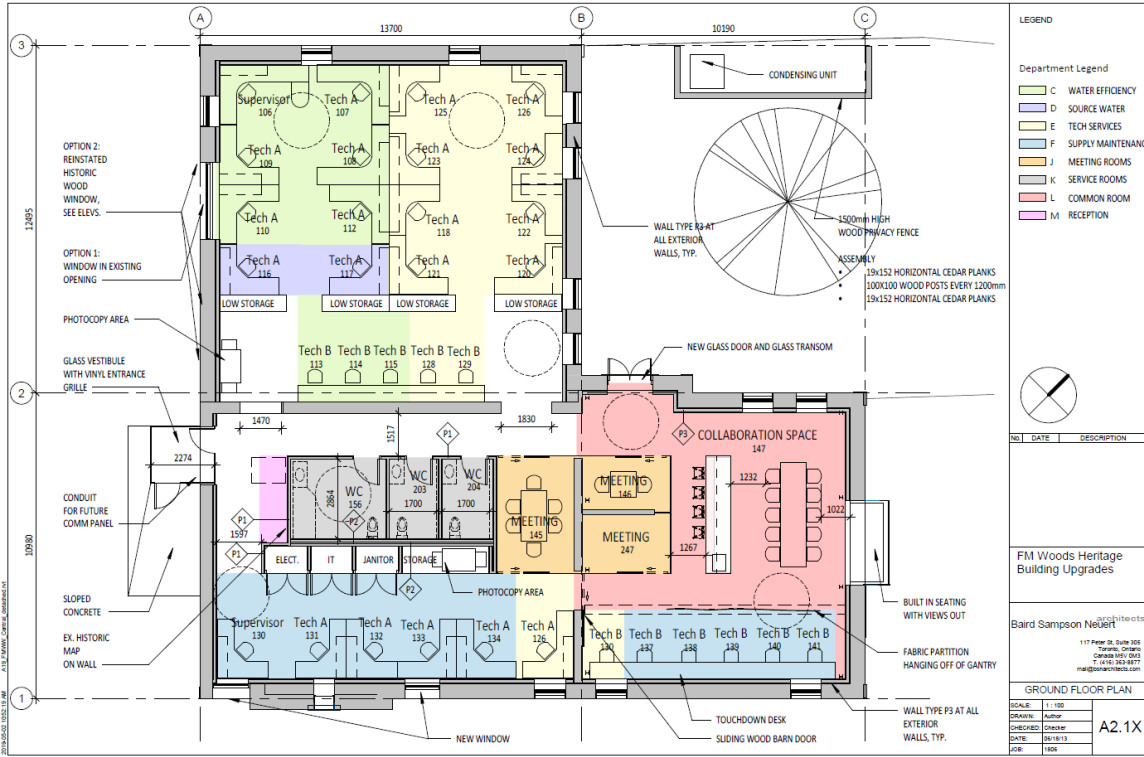 A
B
C
13700
10190
3
2
1
12495
10980
OPTION 2:
REINSTATED
HISTORIC
WOOD
WINDOW,
SEE ELEVS.
OPTION 1:
WINDOW IN EXISTING
OPENING
PHOTOCOPY AREA
GLASS VESTIBULE
WITH VINYL ENTRANCE
GRILLE
2274
CONDUIT
FOR FUTURE
COMM PANEL
SLOPED
CONCRETE
EX. HISTORIC
MAP
ON WALL
Supervisor
106
Tech A
107
Tech A
125
Tech A
126
Tech A
109
Tech A
108
Tech A
123
Tech A
124
Tech A
110
Tech A
112
Tech A
118
Tech A
122
Tech A
116
Tech A
117
Tech A
121
Tech A
120
LOW STORAGE
LOW STORAGE
LOW STORAGE
LOW STORAGE
Tech B
113
Tech B
114
Tech B
115
Tech B
128
Tech B
129
CONDENSING UNIT
WALL TYPE P3 AT
ALL EXTERIOR
WALLS, TYP.
1500mm HIGH
WOOD PRIVACY FENCE
ASSEMBLY
• 19x152 HORIZONTAL CEDAR PLANKS
• 100X100 WOOD POSTS EVERY 1200mm
• 19x152 HORIZONTAL CEDAR PLANKS
NEW GLASS DOOR AND GLASS TRANSOM
1470
1517
1830
P1
P3
COLLABORATION SPACE
147
2864
WC
156
WC
203
WC
204
P2
1700
1700
P1
1597
P1
MEETING
145
MEETING
146
MEETING
247
1232
1267
1022
ELECT.
IT
JANITOR
STORAGE
P2
PHOTOCOPY AREA
Supervisor
130
Tech A
131
Tech A
132
Tech A
133
Tech A
134
Tech A
126
Tech B
130
Tech B
137
Tech B
138
Tech B
139
Tech B
140
Tech B
141
BUILT IN SEATING
WITH VIEWS OUT
FABRIC PARTITION
HANGING OFF OF GANTRY
WALL TYPE P3 AT ALL
EXTERIOR
WALLS, TYP.
TOUCHDOWN DESK
SLIDING WOOD BARN DOOR
NEW WINDOW
LEGEND
Department Legend
C WATER EFFICIENCY
D SOURCE WATER
E TECH SERVICES
F SUPPLY MAINTENANC
J MEETING ROOMS
K SERVICE ROOMS
L COMMON ROOM
M RECEPTION
No. DATE DESCRIPTION
FM Woods Heritage
Building Upgrades
architects
Baird Sampson Neuert
117 Peter St, Suite 305
Toronto, Ontario
Canada M5V 0M3
T. (416) 363-8877
mail@bsnarchitects.com
GROUND FLOOR PLAN
SCALE: 1 : 100
DRAWN: Author
CHECKED: Checker
DATE: 06/18/13
JOB: 1806
A2.1X